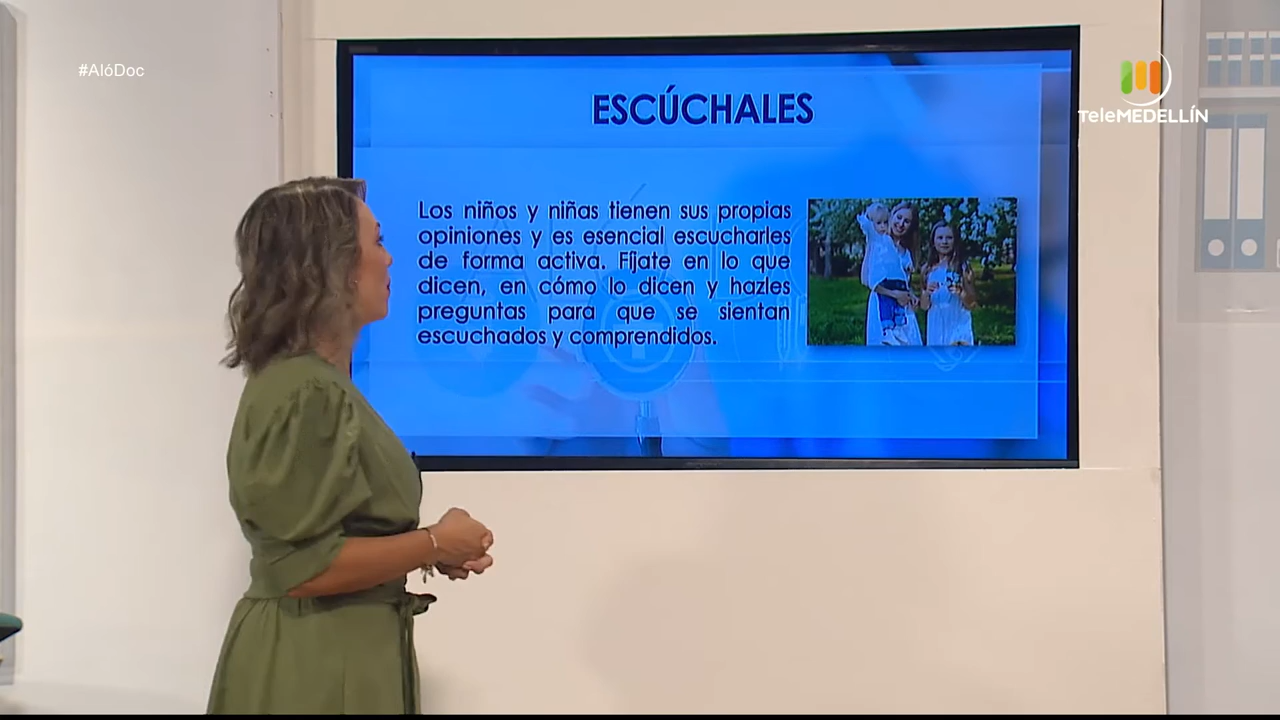 #AlóDoc
TeleMEDELLÍN
ESCÚCHALES
Los niños y niñas tienen sus propias
opiniones y es esencial escucharles
de forma activa. Fíjate en lo que
dicen, en cómo lo dicen y hazles
preguntas para que se sientan
escuchados y comprendidos.